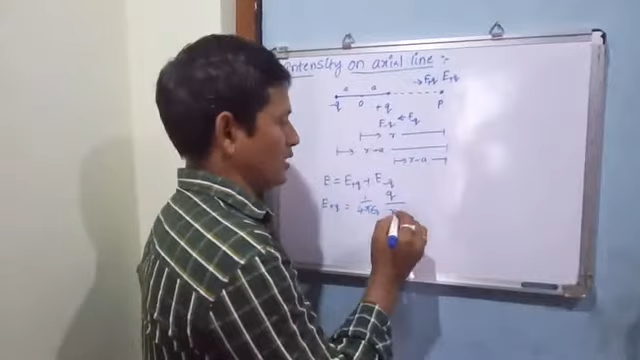 intensity on axial line :-
a a → E+q E+q
-q O +q P
E-q ← E-q
r
r-a
r-a
E = E+q + E-q
E+q = 1/4πε₀ q/